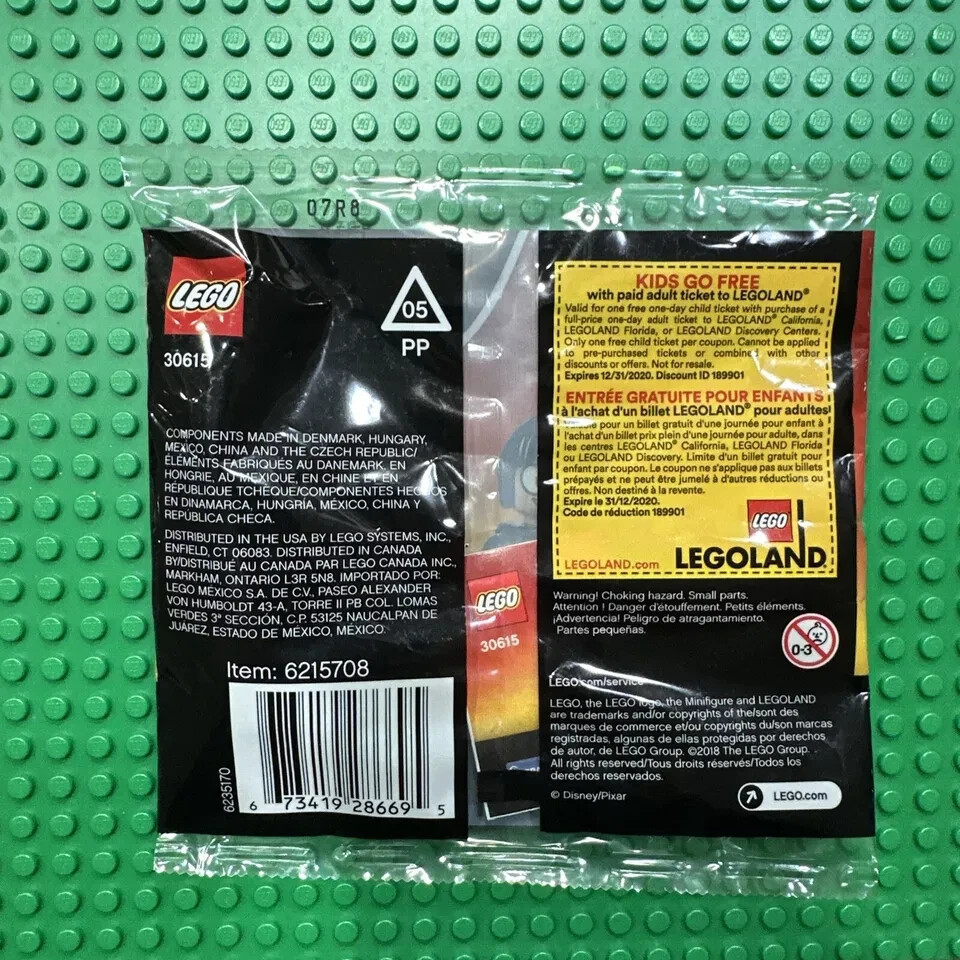 07R8
LEGO
30615
05
PP
COMPONENTS MADE IN DENMARK, HUNGARY,
MEXICO, CHINA AND THE CZECH REPUBLIC/
ÉLÉMENTS FABRIQUÉS AU DANEMARK, EN
HONGRIE, AU MEXIQUE, EN CHINE ET EN
RÉPUBLIQUE TCHÈQUE/COMPONENTES HECHOS
EN DINAMARCA, HUNGRÍA, MÉXICO, CHINA Y
REPUBLICA CHECA.
DISTRIBUTED IN THE USA BY LEGO SYSTEMS, INC.,
ENFIELD, CT 06083. DISTRIBUTED IN CANADA
BY/DISTRIBUÉ AU CANADA PAR LEGO CANADA INC.,
MARKHAM, ONTARIO L3R 5N8. IMPORTADO POR:
LEGO MÉXICO S.A. DE C.V., PASEO ALEXANDER
VON HUMBOLDT 43-A, TORRE II PB COL. LOMAS
VERDES 3ª SECCIÓN, C.P. 53125 NAUCALPAN DE
JUÁREZ, ESTADO DE MÉXICO, MÉXICO.
Item: 6215708
6235170
6 73419 28669 5
LEGO
30615
KIDS GO FREE
with paid adult ticket to LEGOLAND®
Valid for one free one-day child ticket with purchase of a
full-price one-day adult ticket to LEGOLAND® California,
LEGOLAND Florida, or LEGOLAND Discovery Centers.
Only one free child ticket per coupon. Cannot be applied
to pre-purchased tickets or combined with other
discounts or offers. Not for resale.
Expires 12/31/2020. Discount ID 189901
ENTRÉE GRATUITE POUR ENFANTS
à l'achat d'un billet LEGOLAND® pour adultes
pour un billet gratuit d'une journée pour enfant à
l'achat d'un billet prix plein d'une journée pour adulte, dans
les centres LEGOLAND® California, LEGOLAND Florida
ou LEGOLAND Discovery. Limite d'un billet gratuit pour
enfant par coupon. Le coupon ne s'applique pas aux billets
prépayés et ne peut être jumelé à d'autres réductions ou
offres. Non destiné à la revente.
Expire le 31/12/2020.
Code de réduction 189901
LEGO
LEGOLAND.com
LEGOLAND
Warning! Choking hazard. Small parts.
Attention ! Danger d'étouffement. Petits éléments.
¡Advertencia! Peligro de atragantamiento.
Partes pequeñas.
0-3
LEGO.com/service
LEGO, the LEGO logo, the Minifigure and LEGOLAND
are trademarks and/or copyrights of the/sont des
marques de commerce et/ou copyrights du/son marcas
registradas, algunas de ellas protegidas por derechos
de autor, de LEGO Group. ©2018 The LEGO Group.
All rights reserved/Tous droits réservés/Todos los
derechos reservados.
© Disney/Pixar
LEGO.com